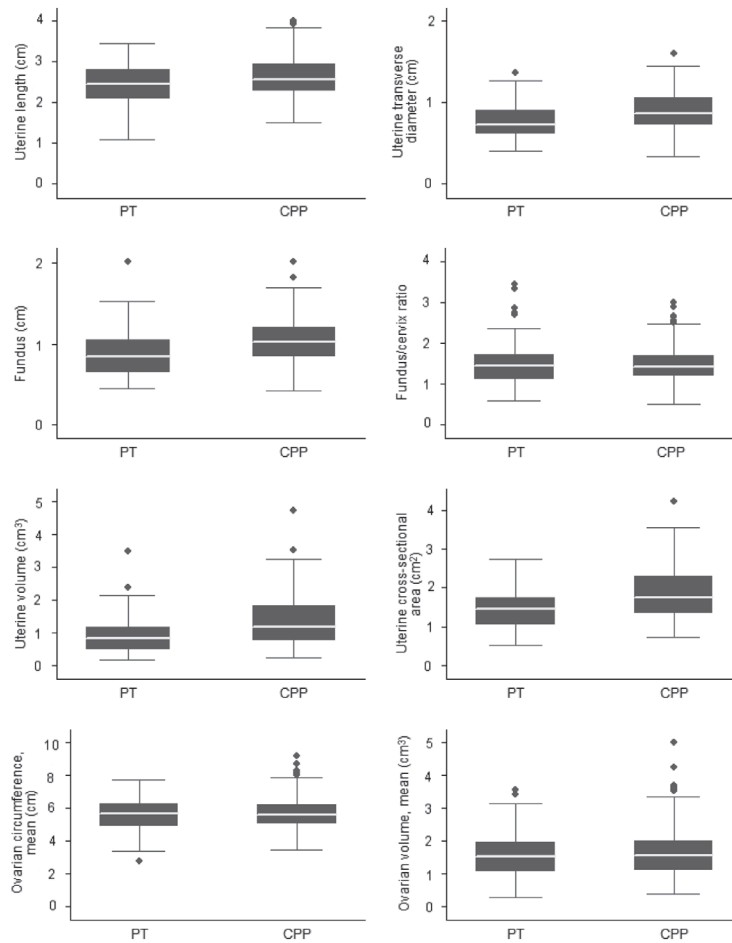 Uterine length (cm)
4
3
2
1
0
PT
CPP
Uterine transverse
diameter (cm)
2
1
0
PT
CPP
Fundus (cm)
2
1
0
PT
CPP
Fundus/cervix ratio
4
3
2
1
0
PT
CPP
Uterine volume (cm³)
5
4
3
2
1
0
PT
CPP
Uterine cross-sectional
area (cm²)
4
3
2
1
0
PT
CPP
Ovarian circumference,
mean (cm)
10
8
6
4
2
0
PT
CPP
Ovarian volume, mean (cm³)
5
4
3
2
1
0
PT
CPP